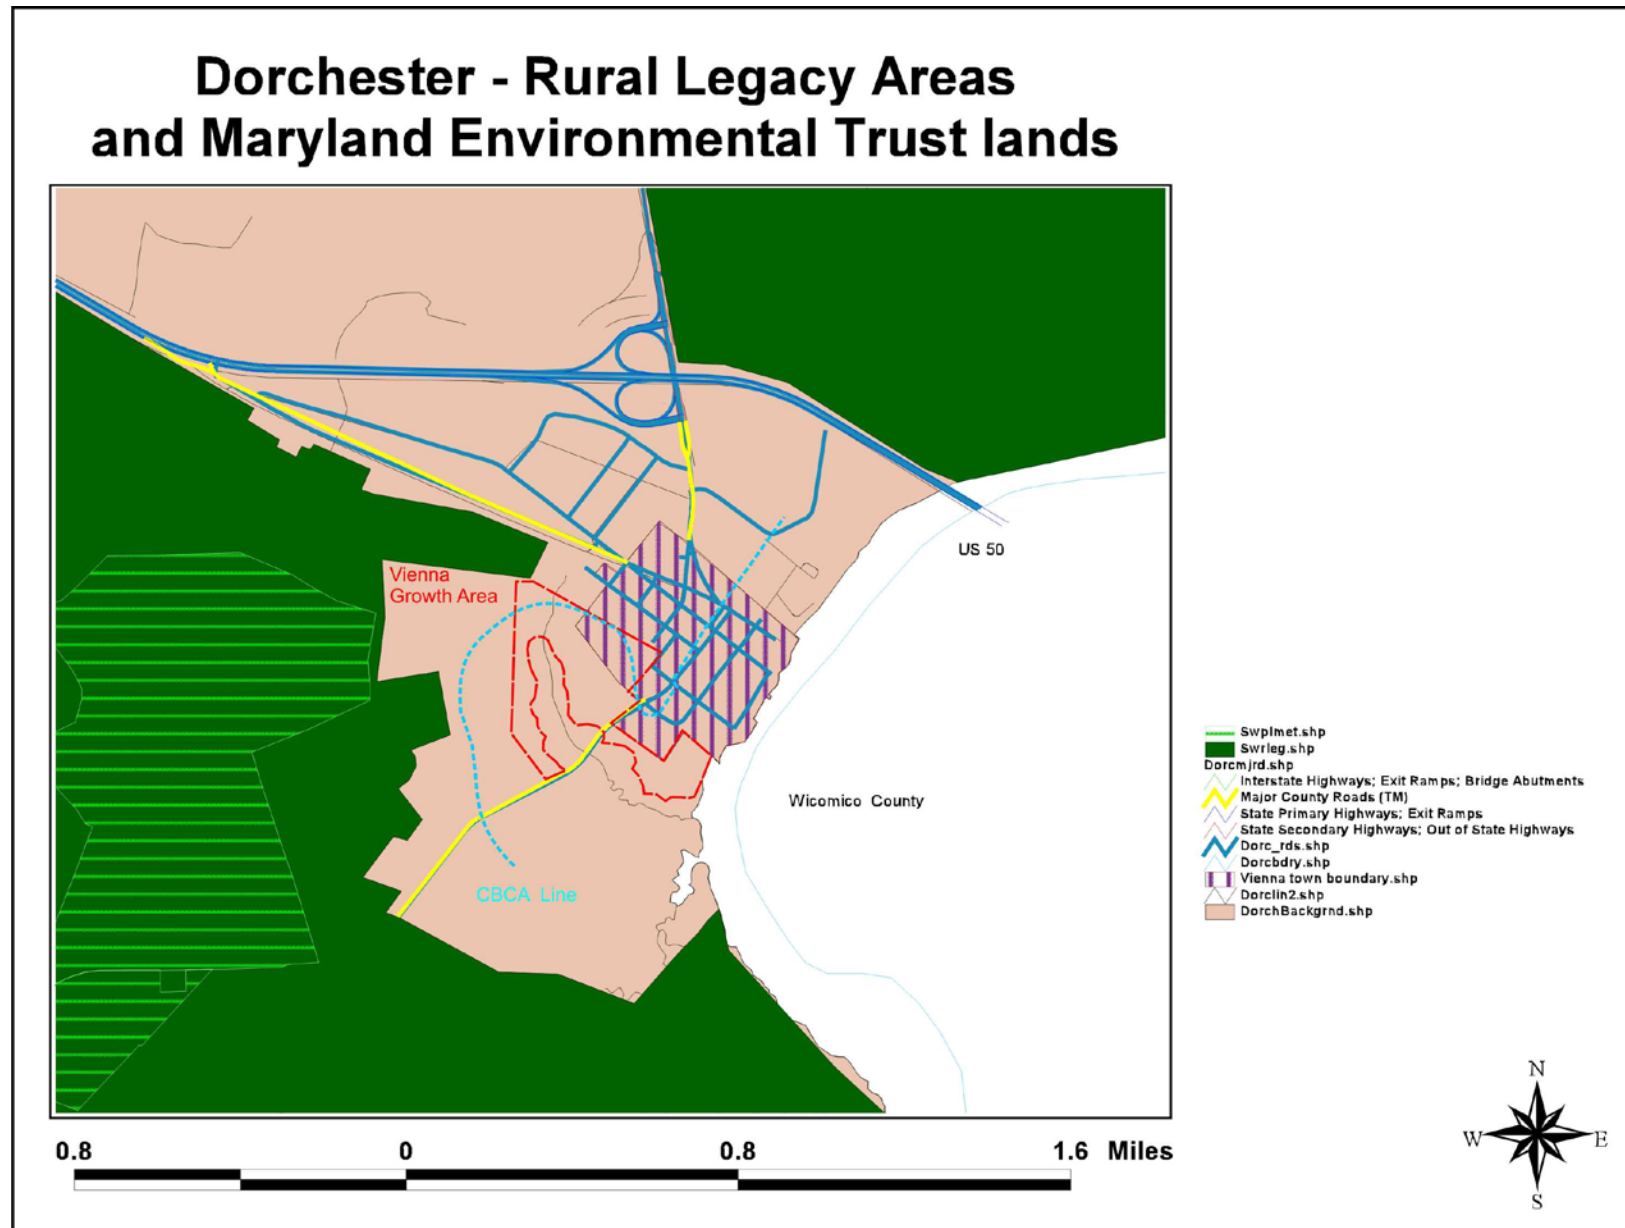 Dorchester - Rural Legacy Areas
and Maryland Environmental Trust lands
US 50
Vienna
Growth Area
Wicomico County
CBCA Line
Swplmet.shp
Swrleg.shp
Dorcmjrd.shp
Interstate Highways; Exit Ramps; Bridge Abutments
Major County Roads (TM)
State Primary Highways; Exit Ramps
State Secondary Highways; Out of State Highways
Dorc_rds.shp
Dorcbdry.shp
Vienna town boundary.shp
Dorclin2.shp
DorchBackgrnd.shp
N
W E
S
0.8 0 0.8 1.6 Miles